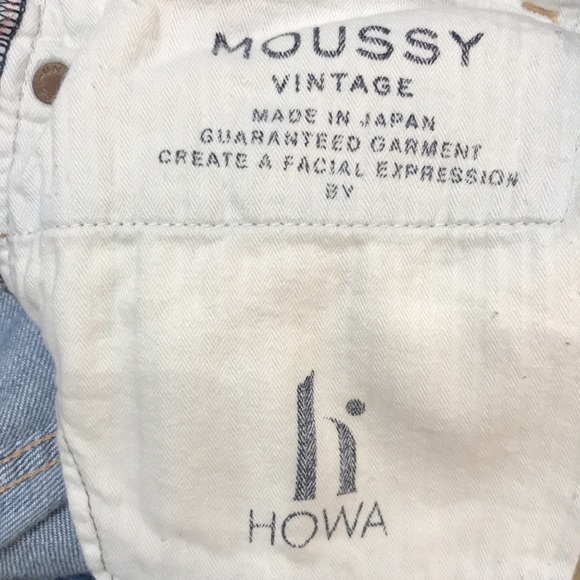 MOUSSY
VINTAGE
MADE IN JAPAN
GUARANTEED GARMENT
CREATE A FACIAL EXPRESSION
BY
h
HOWA